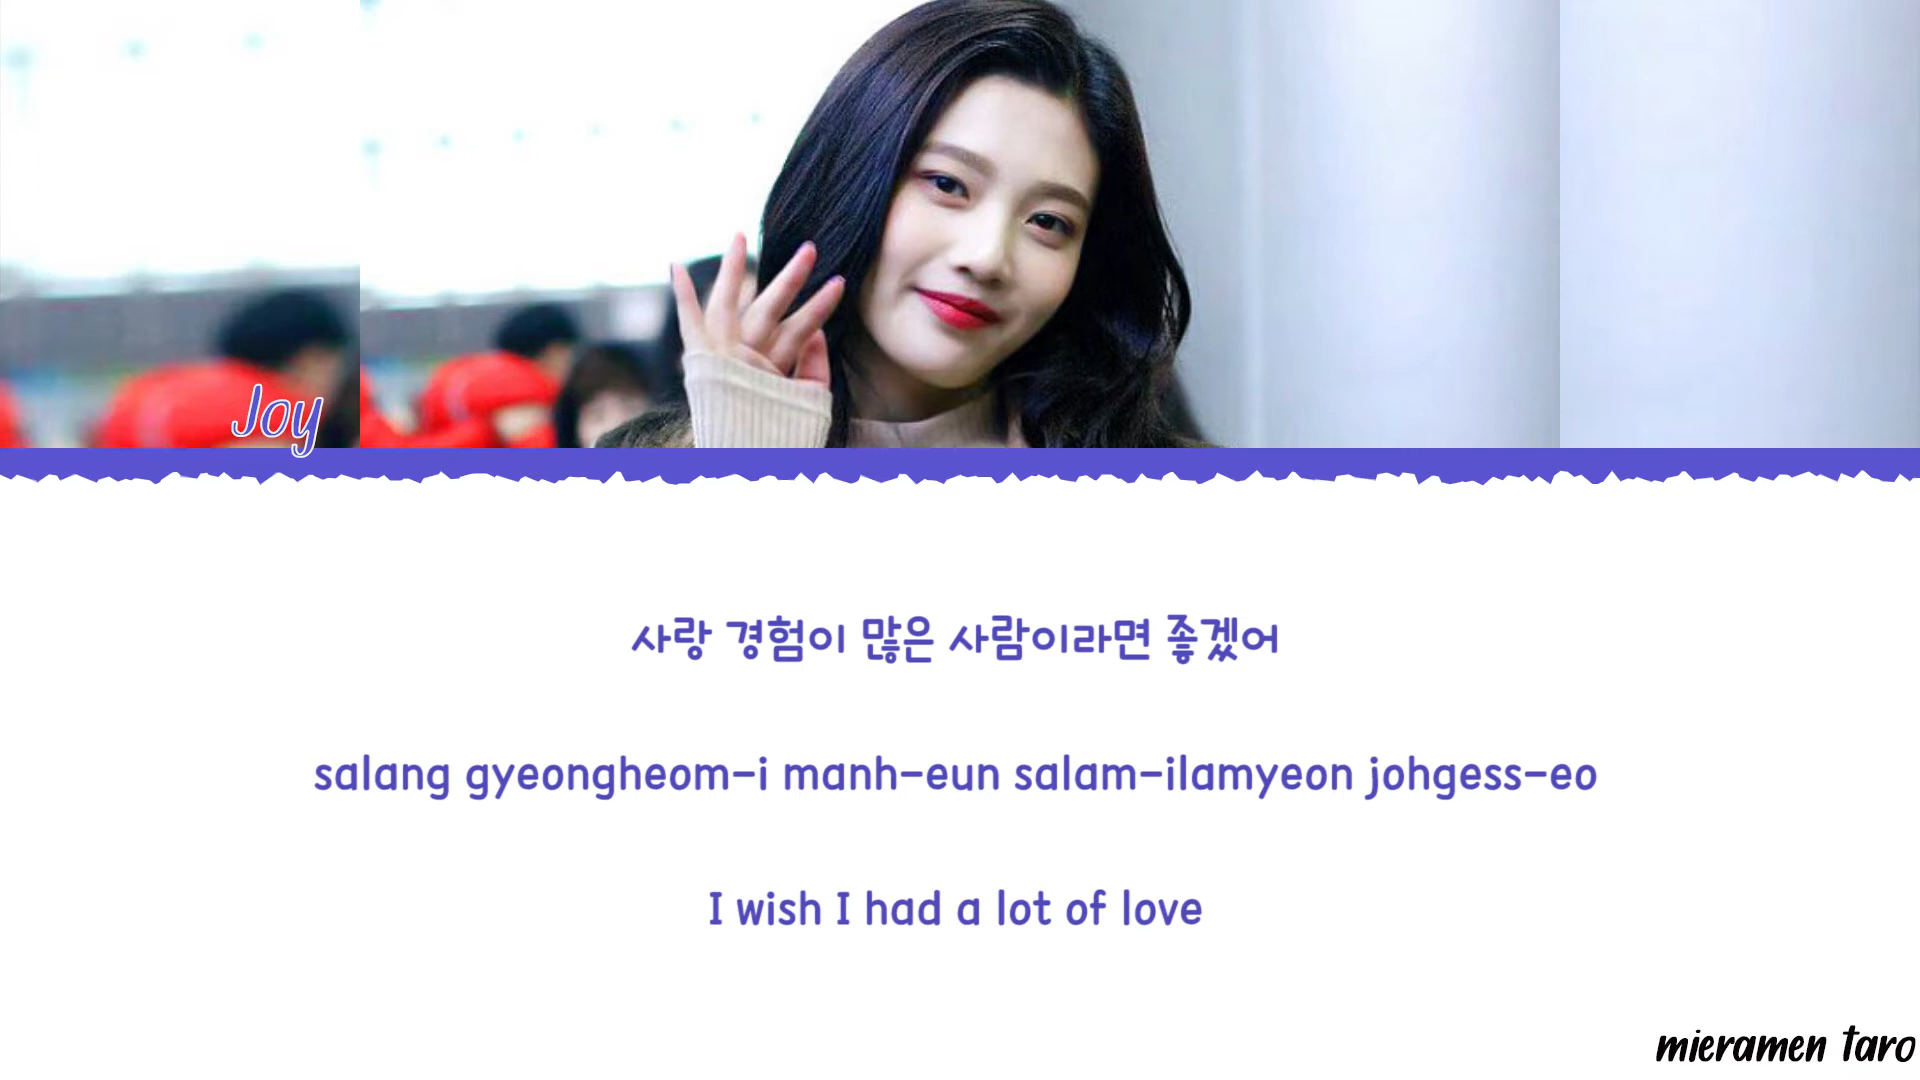 Joy
사랑 경험이 많은 사람이라면 좋겠어
salang gyeongheom-i manh-eun salam-ilamyeon johgess-eo
I wish I had a lot of love
mieramen taro